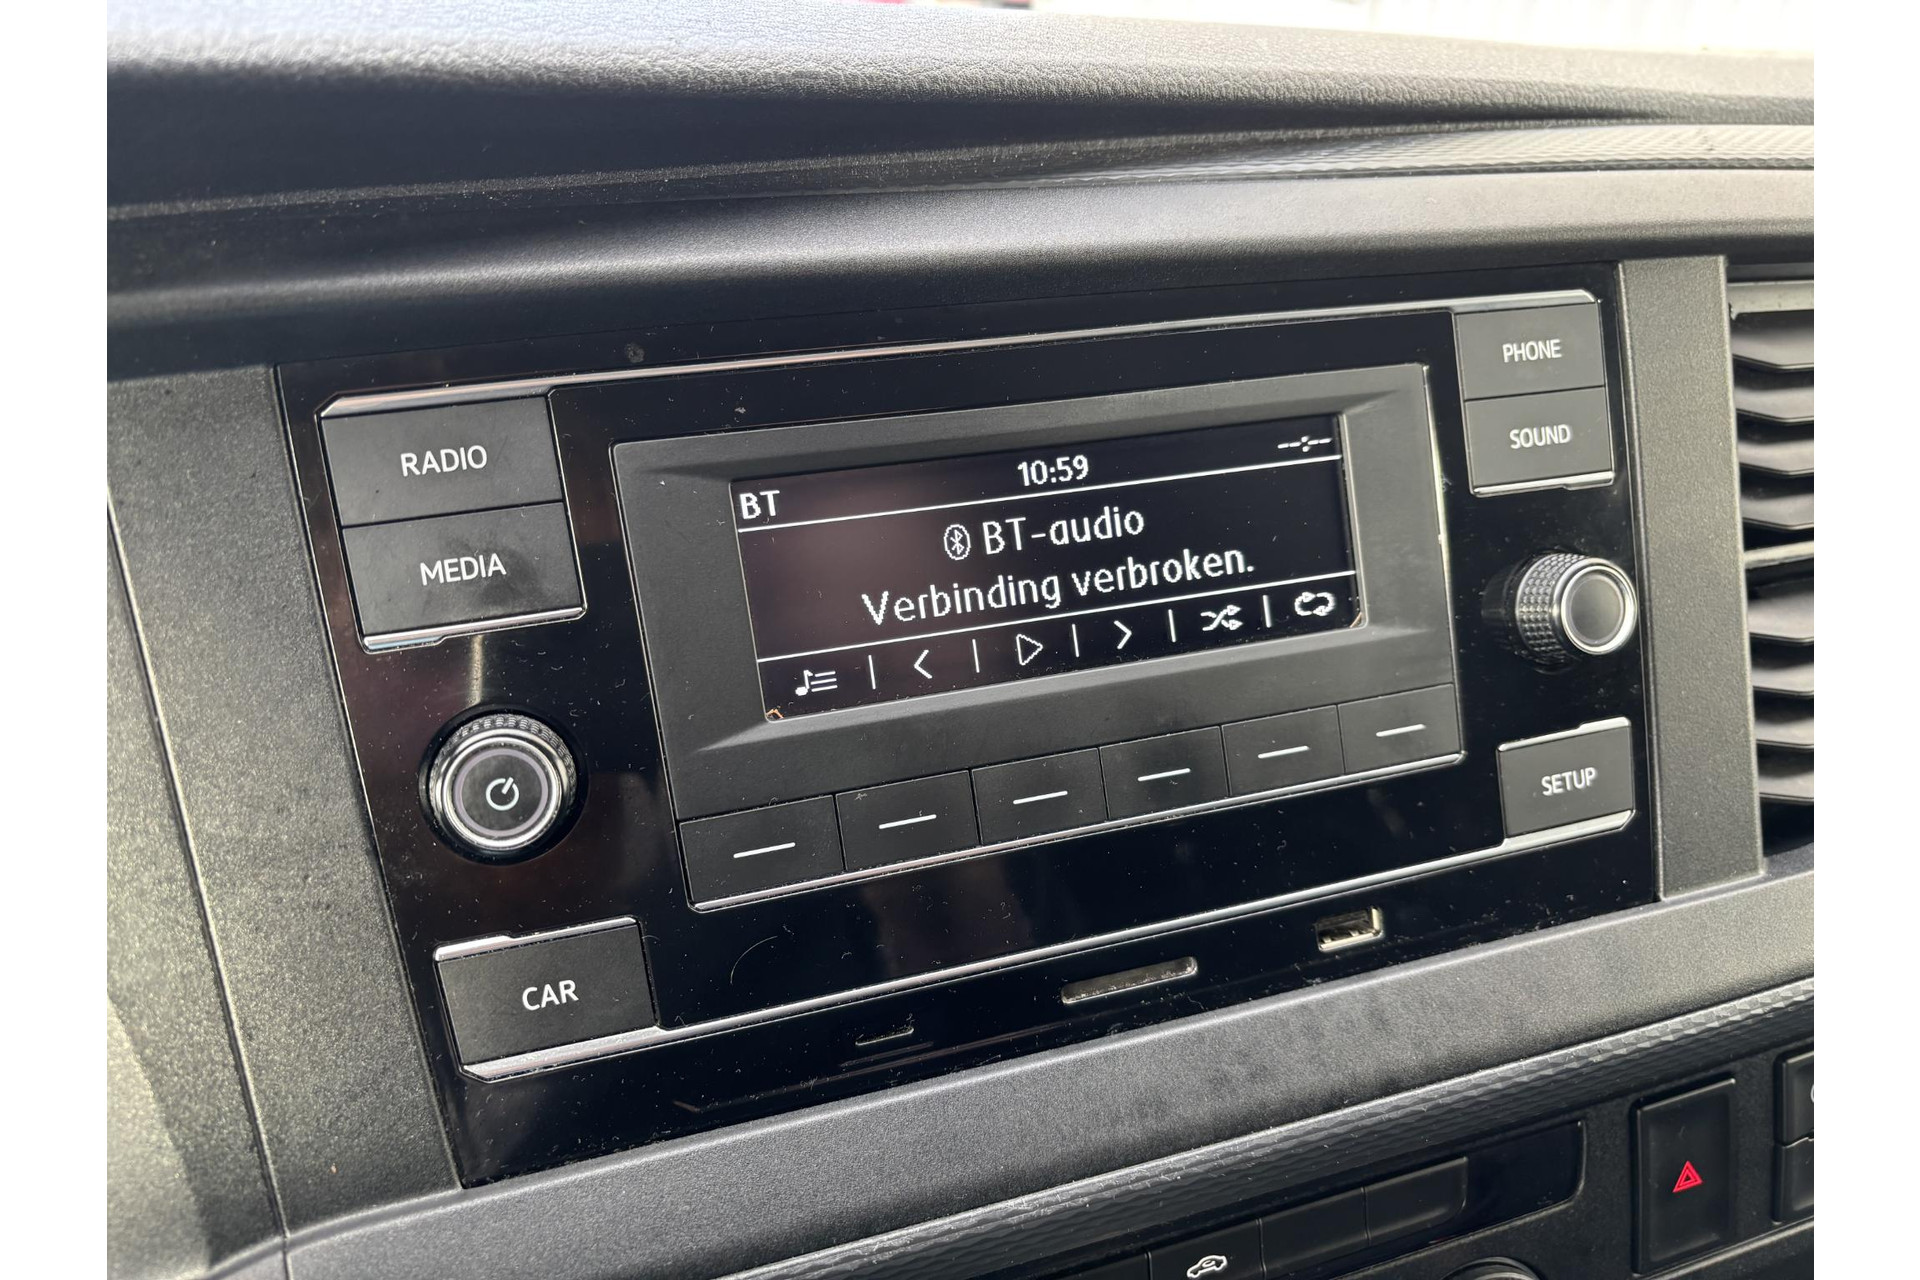 PHONE
SOUND
RADIO
MEDIA
10:59
--:--
BT
BT-audio
Verbinding verbroken.
SETUP
CAR